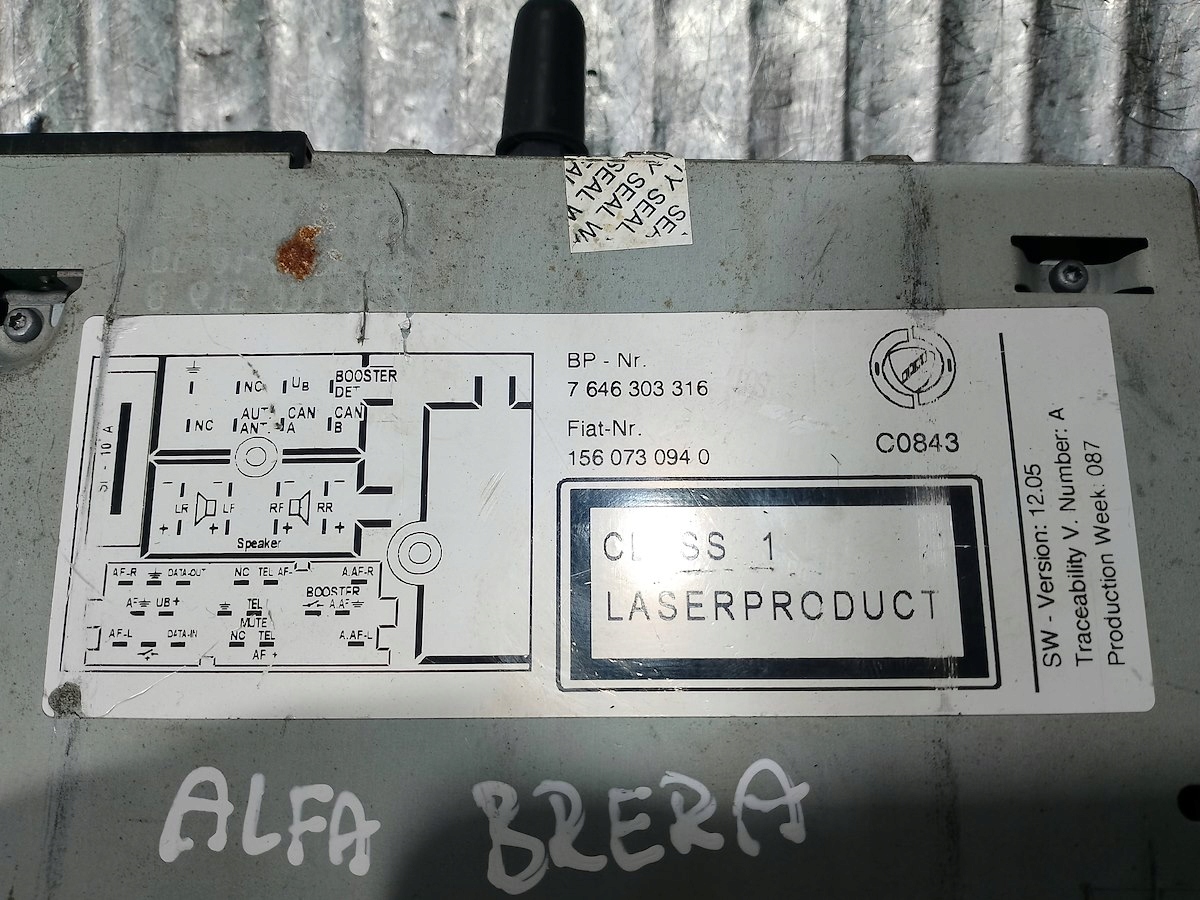 TY SEAL
SEAL
SEAL W
BOOSTER
NC UB DET
NC AUT. CAN CAN
ANT. A B
10 A
LR LF RF RR
Speaker
AF-R DATA-OUT NC TEL AF- A.AF-R
BOOSTER
AF UB+ TEL A.AF
MUTE
AF-L DATA-IN NC TEL A.AF-L
AF +
BP - Nr.
7 646 303 316
Fiat-Nr.
156 073 094 0
C0843
CLASS 1
LASERPRODUCT
SW - Version: 12.05
Traceability V. Number: A
Production Week: 087
ALFA BRERA